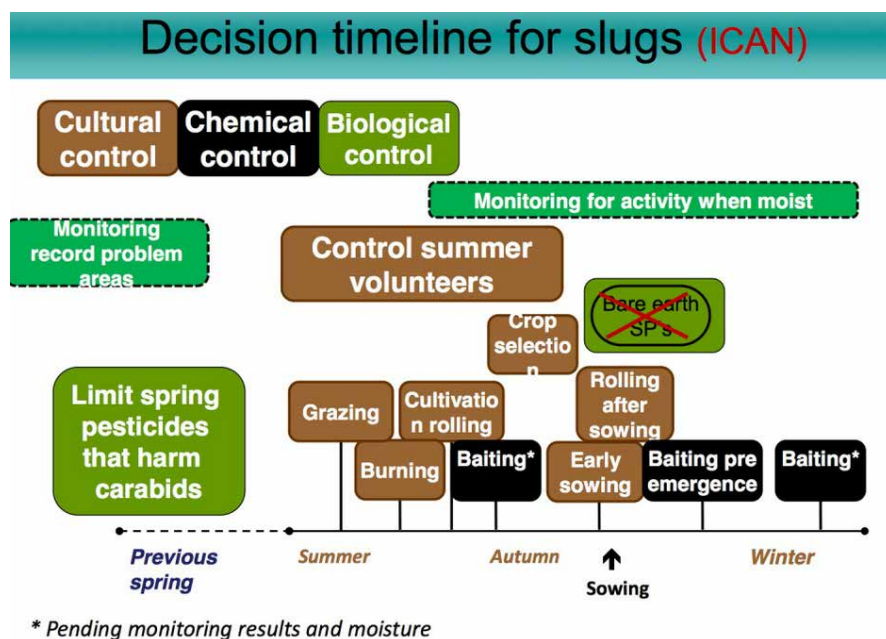 Decision timeline for slugs (ICAN)
Cultural
control
Chemical
control
Biological
control
Monitoring for activity when moist
Monitoring
record problem
areas
Control summer
volunteers
Bare earth
SP's
Crop
selectio
n
Limit spring
pesticides
that harm
carabids
Grazing
Cultivatio
n rolling
Rolling
after
sowing
Burning
Baiting*
Early
sowing
Baiting pre
emergence
Baiting*
Previous
spring
Summer
Autumn
Winter
Sowing
* Pending monitoring results and moisture